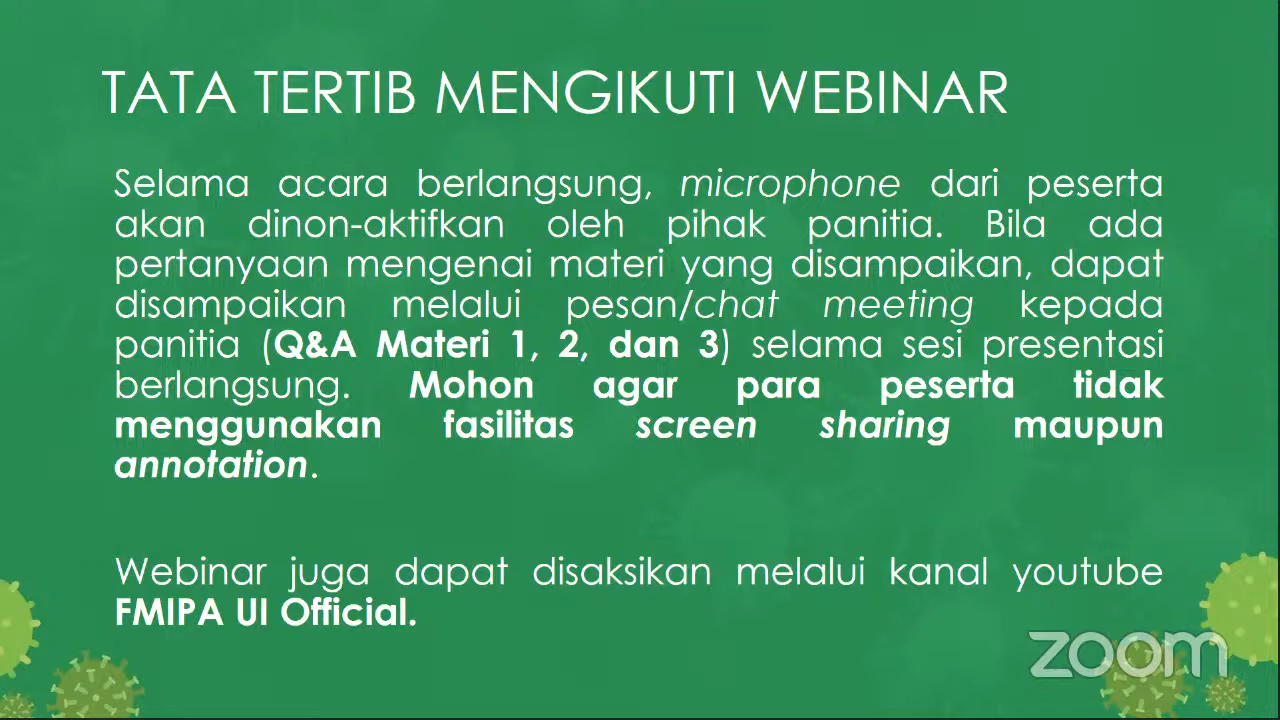 TATA TERTIB MENGIKUTI WEBINAR
Selama acara berlangsung, microphone dari peserta
akan dinon-aktifkan oleh pihak panitia. Bila ada
pertanyaan mengenai materi yang disampaikan, dapat
disampaikan melalui pesan/chat meeting kepada
panitia (Q&A Materi 1, 2, dan 3) selama sesi presentasi
berlangsung. Mohon agar para peserta tidak
menggunakan fasilitas screen sharing maupun
annotation.
Webinar juga dapat disaksikan melalui kanal youtube
FMIPA UI Official.
zoom